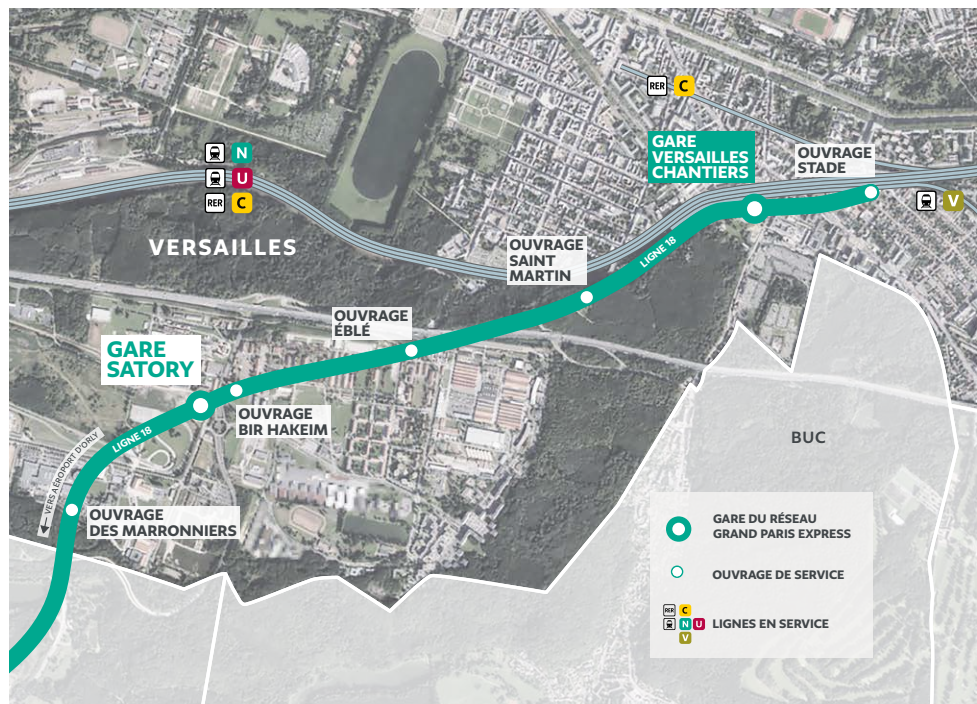 RER C
N
U
RER C
GARE
VERSAILLES
CHANTIERS
OUVRAGE
STADE
V
VERSAILLES
OUVRAGE
SAINT
MARTIN
LIGNE 18
OUVRAGE
ÉBLÉ
GARE
SATORY
OUVRAGE
BIR HAKEIM
LIGNE 18
VERS AÉROPORT D'ORLY
OUVRAGE
DES MARRONNIERS
BUC
GARE DU RÉSEAU
GRAND PARIS EXPRESS
OUVRAGE DE SERVICE
RER C
N U
V
LIGNES EN SERVICE